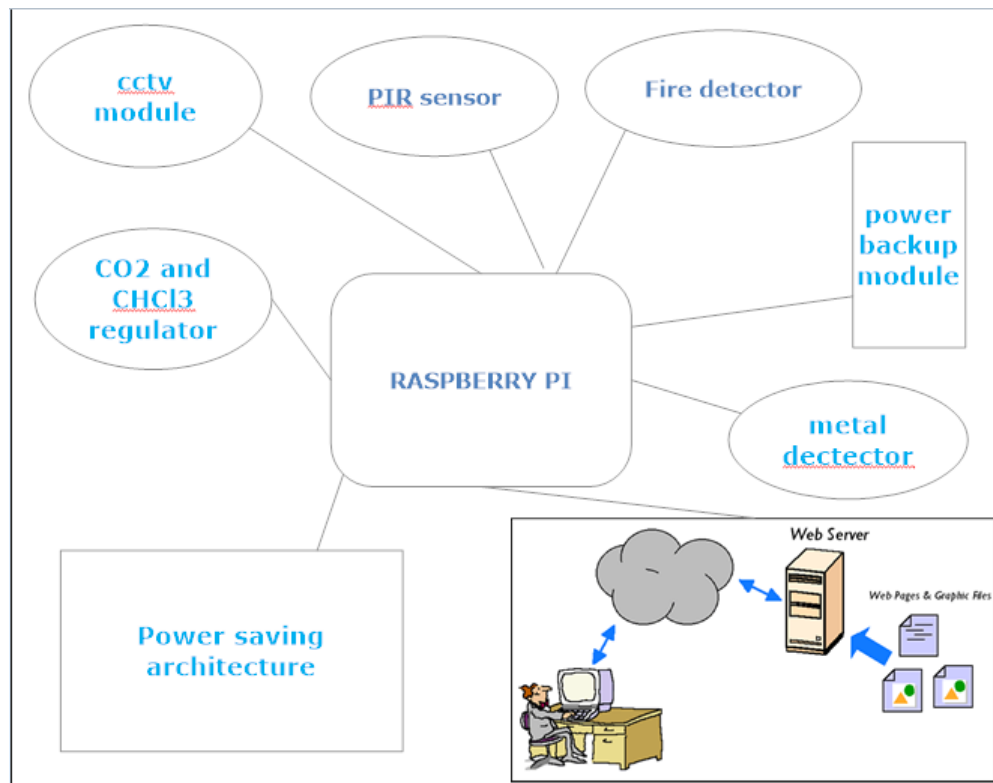 cctv
module
PIR sensor
Fire detector
power
backup
module
CO2 and
CHCl3
regulator
RASPBERRY PI
metal
dectector
Power saving
architecture
Web Server
Web Pages & Graphic Files